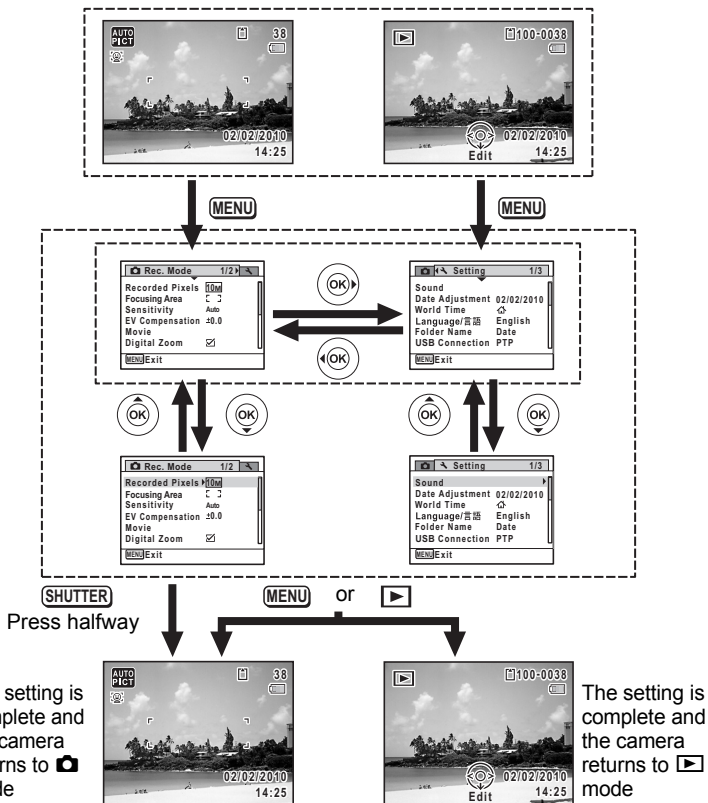 AUTO PICT 38
02/02/2010
14:25
100-0038
02/02/2010
Edit 14:25
MENU
MENU
Rec. Mode 1/2
Recorded Pixels 10M
Focusing Area
Sensitivity Auto
EV Compensation ±0.0
Movie
Digital Zoom
MENU Exit
OK
OK
Setting 1/3
Sound
Date Adjustment 02/02/2010
World Time
Language/言語 English
Folder Name Date
USB Connection PTP
MENU Exit
OK
OK
OK
OK
Rec. Mode 1/2
Recorded Pixels 10M
Focusing Area
Sensitivity Auto
EV Compensation ±0.0
Movie
Digital Zoom
MENU Exit
Setting 1/3
Sound
Date Adjustment 02/02/2010
World Time
Language/言語 English
Folder Name Date
USB Connection PTP
MENU Exit
SHUTTER
Press halfway
MENU or
setting is
and
camera
to
AUTO PICT 38
02/02/2010
14:25
100-0038
02/02/2010
Edit 14:25
The setting is
complete and
the camera
returns to
mode